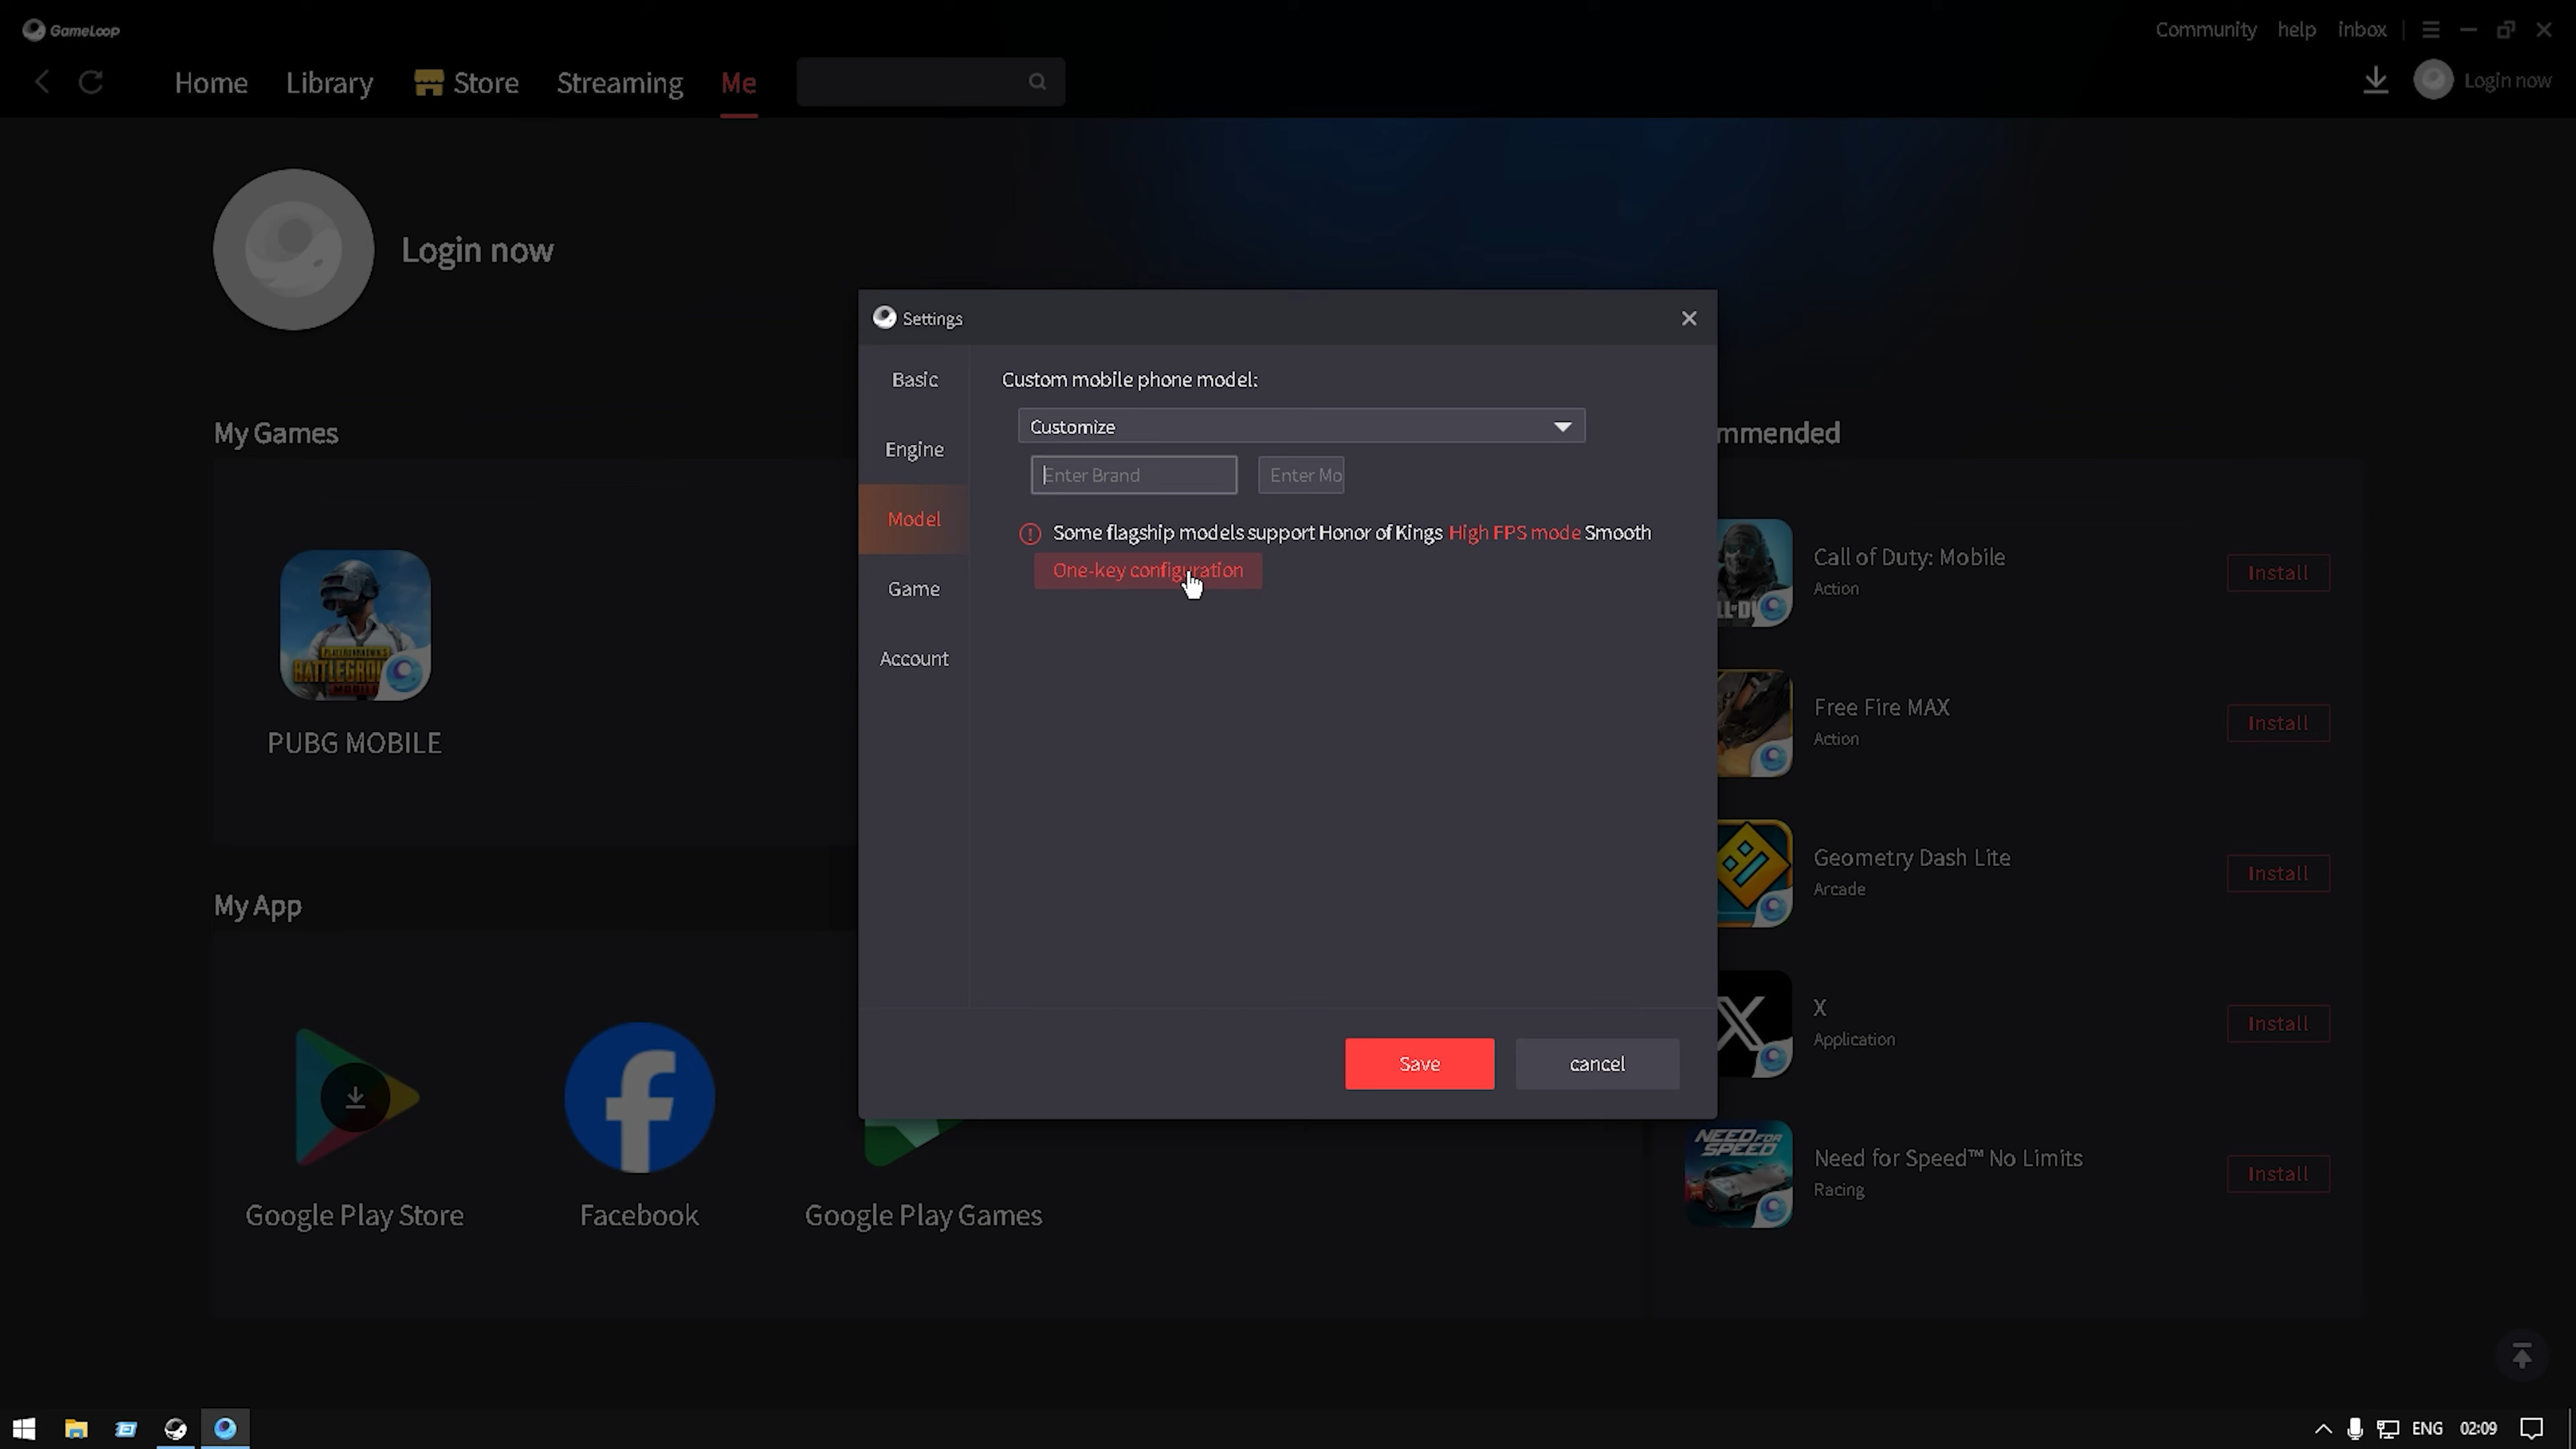 GameLoop
Community help inbox
Home Library Store Streaming Me
Login now
Login now
Settings
Basic
Engine
Model
Game
Account
Custom mobile phone model:
Customize
Enter Brand Enter Mo
Some flagship models support Honor of Kings High FPS mode Smooth
One-key configuration
Save cancel
My Games
PUBG MOBILE
My App
Google Play Store Facebook Google Play Games
mmended
Call of Duty: Mobile
Action
Install
Free Fire MAX
Action
Install
Geometry Dash Lite
Arcade
Install
X
Application
Install
NEED FOR
SPEED
Need for Speed™ No Limits
Racing
Install
ENG 02:09